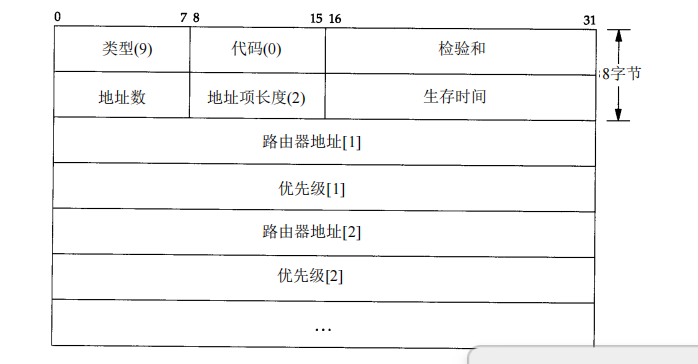 0 7 8 15 16 31
类型(9) 代码(0) 检验和
8字节
地址数 地址项长度(2) 生存时间
路由器地址[1]
优先级[1]
路由器地址[2]
优先级[2]
…